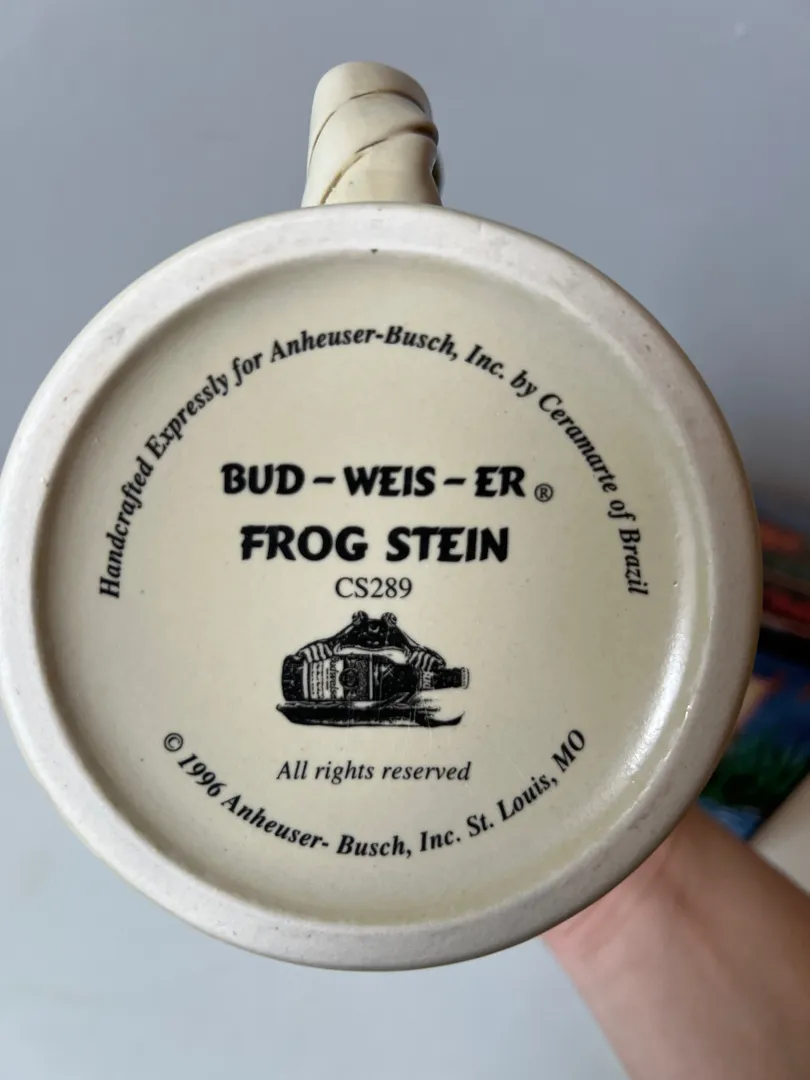 Handcrafted Expressly for Anheuser-Busch, Inc. by Ceramarte of Brazil
BUD - WEIS - ER ®
FROG STEIN
CS289
All rights reserved
© 1996 Anheuser- Busch, Inc. St. Louis, MO